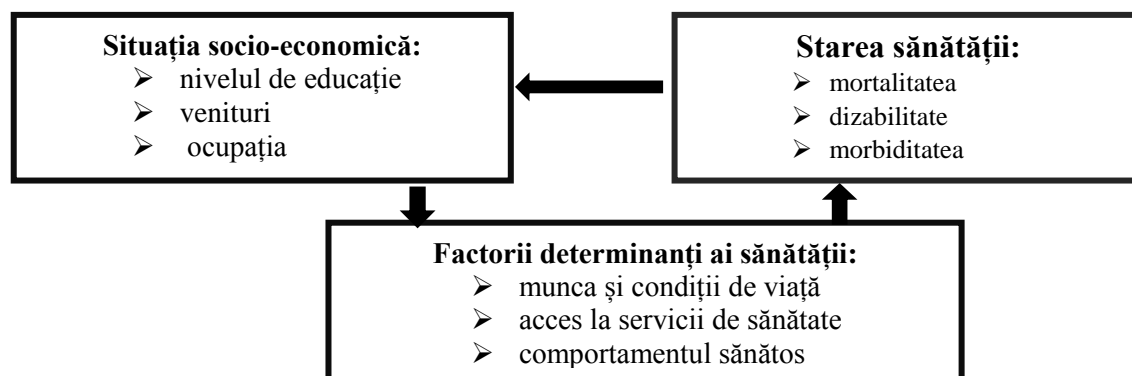 Situația socio-economică:
➢ nivelul de educație
➢ venituri
➢ ocupația
Starea sănătății:
➢ mortalitatea
➢ dizabilitate
➢ morbiditatea
Factorii determinanți ai sănătății:
➢ munca și condiții de viață
➢ acces la servicii de sănătate
➢ comportamentul sănătos